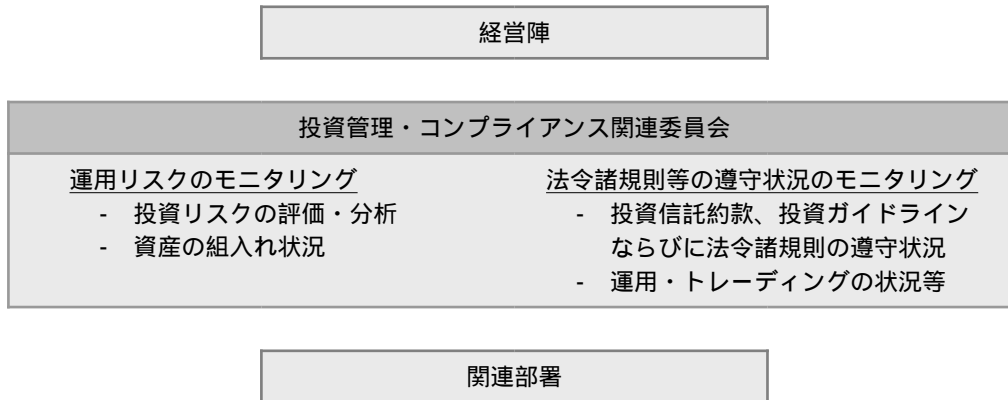 経営陣
投資管理・コンプライアンス関連委員会
運用リスクのモニタリング
- 投資リスクの評価・分析
- 資産の組入れ状況
法令諸規則等の遵守状況のモニタリング
- 投資信託約款、投資ガイドライン
ならびに法令諸規則の遵守状況
- 運用・トレーディングの状況等
関連部署